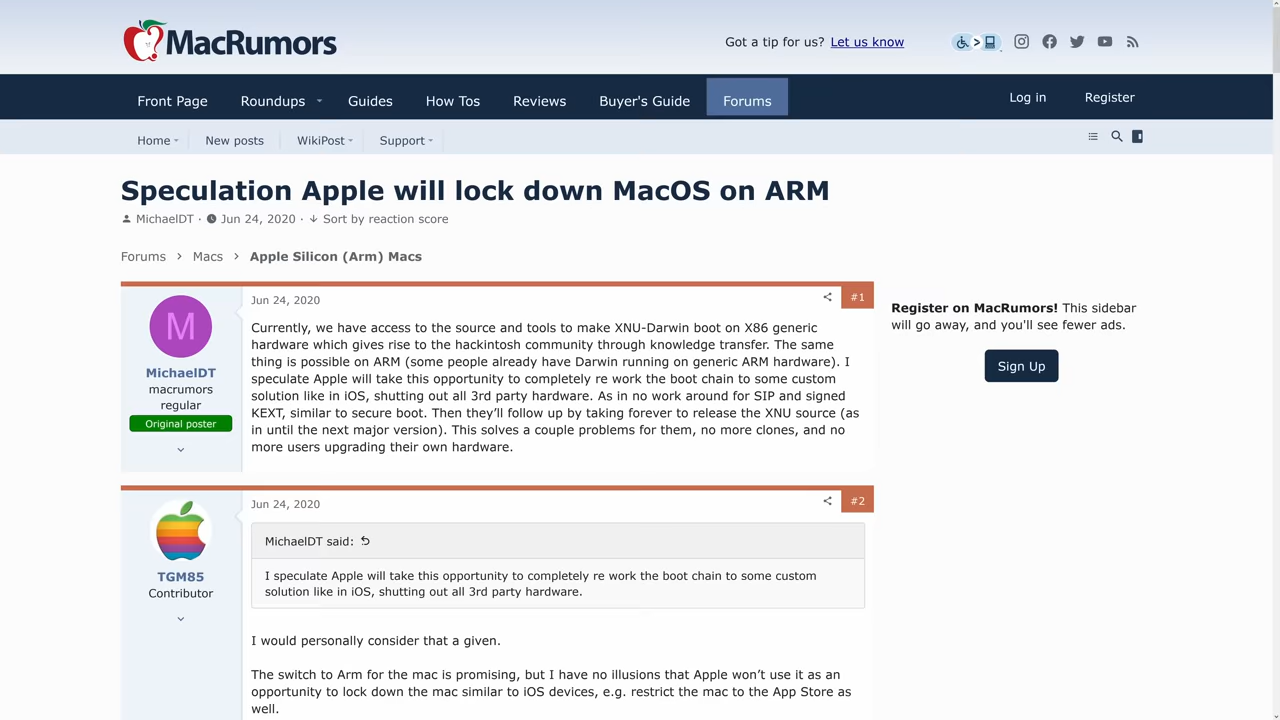 MacRumors
Got a tip for us? Let us know
Front Page Roundups Guides How Tos Reviews Buyer's Guide Forums Log in Register
Home New posts WikiPost Support
Speculation Apple will lock down MacOS on ARM
MichaelDT · Jun 24, 2020 · Sort by reaction score
Forums > Macs > Apple Silicon (Arm) Macs
Jun 24, 2020 #1
M
MichaelDT
macrumors
regular
Original poster
Currently, we have access to the source and tools to make XNU-Darwin boot on X86 generic
hardware which gives rise to the hackintosh community through knowledge transfer. The same
thing is possible on ARM (some people already have Darwin running on generic ARM hardware). I
speculate Apple will take this opportunity to completely re work the boot chain to some custom
solution like in iOS, shutting out all 3rd party hardware. As in no work around for SIP and signed
KEXT, similar to secure boot. Then they’ll follow up by taking forever to release the XNU source (as
in until the next major version). This solves a couple problems for them, no more clones, and no
more users upgrading their own hardware.
Register on MacRumors! This sidebar
will go away, and you'll see fewer ads.
Sign Up
Jun 24, 2020 #2
TGM85
Contributor
MichaelDT said:
I speculate Apple will take this opportunity to completely re work the boot chain to some custom
solution like in iOS, shutting out all 3rd party hardware.
I would personally consider that a given.
The switch to Arm for the mac is promising, but I have no illusions that Apple won’t use it as an
opportunity to lock down the mac similar to iOS devices, e.g. restrict the mac to the App Store as
well.